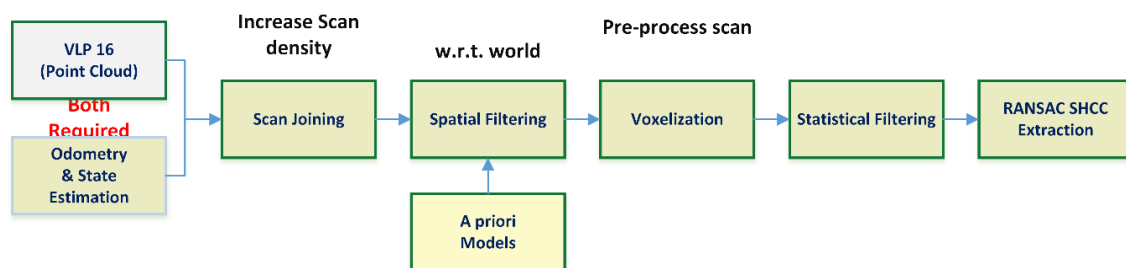 Increase Scan
density
w.r.t. world
Pre-process scan
VLP 16
(Point Cloud)
Both
Required
Odometry
& State
Estimation
Scan Joining
Spatial Filtering
Voxelization
Statistical Filtering
RANSAC SHCC
Extraction
A priori
Models